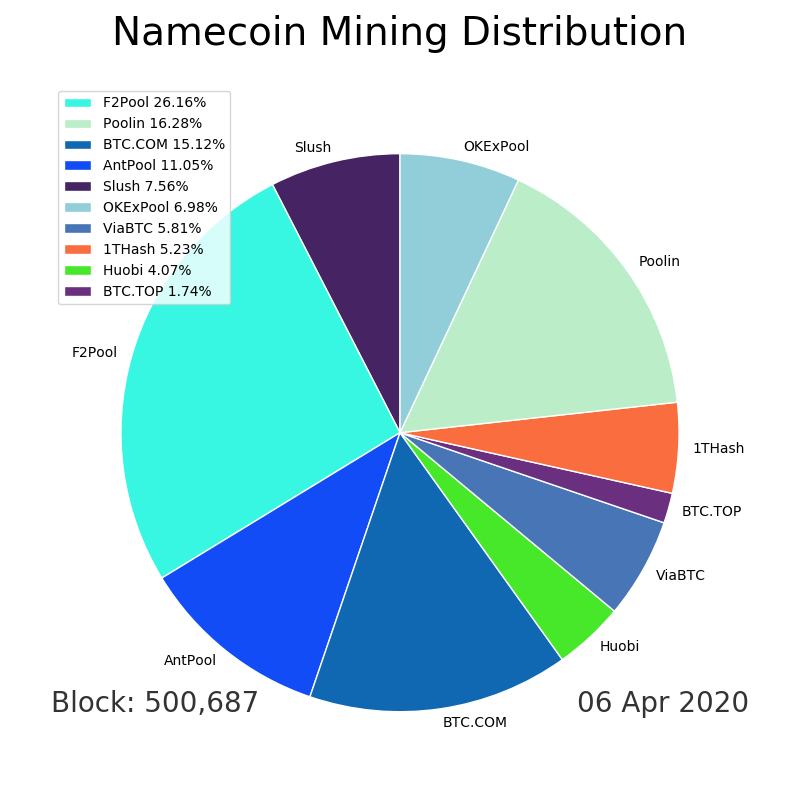 Namecoin Mining Distribution
F2Pool 26.16%
Poolin 16.28%
BTC.COM 15.12%
AntPool 11.05%
Slush 7.56%
OKExPool 6.98%
ViaBTC 5.81%
1THash 5.23%
Huobi 4.07%
BTC.TOP 1.74%
Slush
OKExPool
Poolin
F2Pool
1THash
BTC.TOP
ViaBTC
Huobi
AntPool
BTC.COM
Block: 500,687
06 Apr 2020